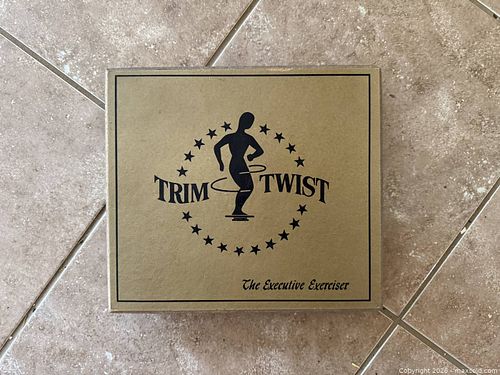 TRIM TWIST
The Executive Exerciser
Copyright 2026 - maxsold.com